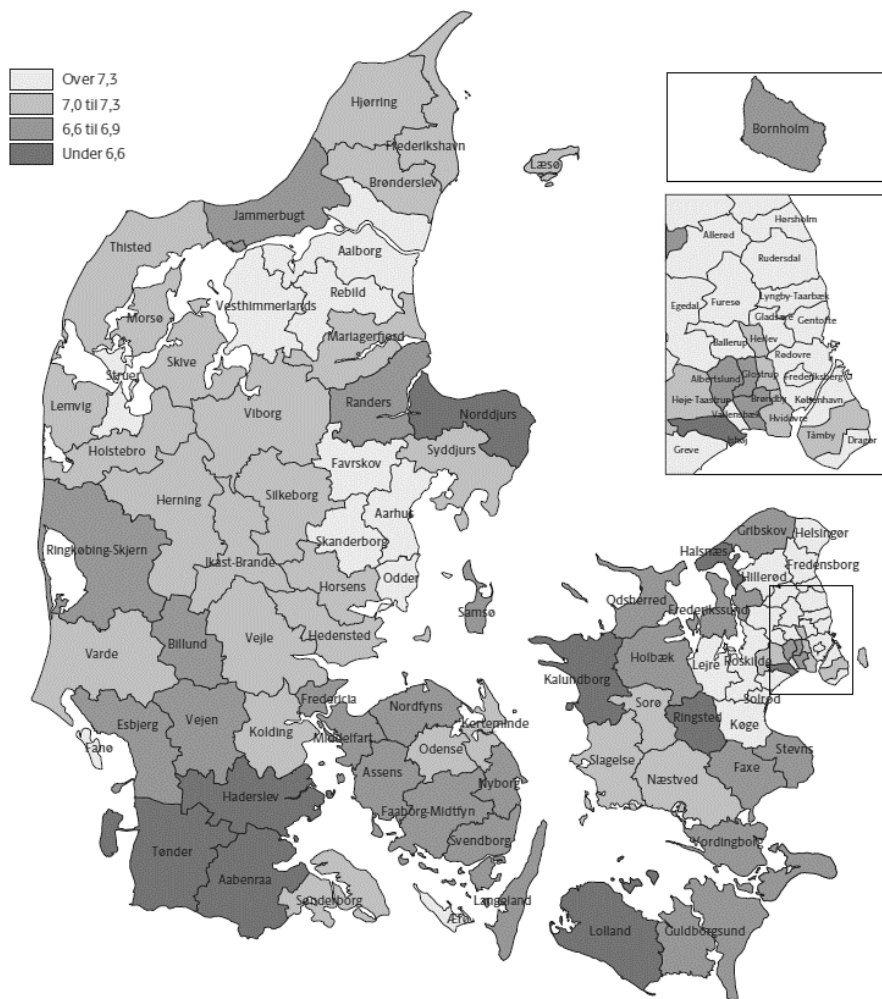 Over 7,3
7,0 til 7,3
6,6 til 6,9
Under 6,6
Hjørring
Frederikshavn
Brønderslev
Læsø
Jammerbugt
Thisted
Aalborg
Vesthimmerlands
Rebild
Morsø
Mariagerfjord
Skive
Struer
Lemvig
Viborg
Randers
Norddjurs
Holstebro
Favrskov
Syddjurs
Herning
Silkeborg
Aarhus
Skanderborg
Ringkøbing-Skjern
Ikast-Brande
Odder
Horsens
Samsø
Hedensted
Billund
Vejle
Varde
Fredericia
Esbjerg
Vejen
Kolding
Middelfart
Nordfyns
Kerteminde
Fanø
Odense
Assens
Nyborg
Haderslev
Faaborg-Midtfyn
Svendborg
Tønder
Aabenraa
Sønderborg
Langeland
Ærø
Bornholm
Hørsholm
Allerød
Rudersdal
Lyngby-Taarbæk
Egedal
Furesø
Gladsaxe
Gentofte
Ballerup
Herlev
Rødovre
Albertslund
Glostrup
Frederiksberg
Høje-Taastrup
Brøndby
København
Vallensbæk
Hvidovre
Ishøj
Tårnby
Dragør
Greve
Gribskov
Helsingør
Halsnæs
Fredensborg
Hillerød
Odsherred
Frederikssund
Holbæk
Lejre
Roskilde
Kalundborg
Solrød
Sorø
Ringsted
Køge
Stevns
Slagelse
Næstved
Faxe
Vordingborg
Lolland
Guldborgsund